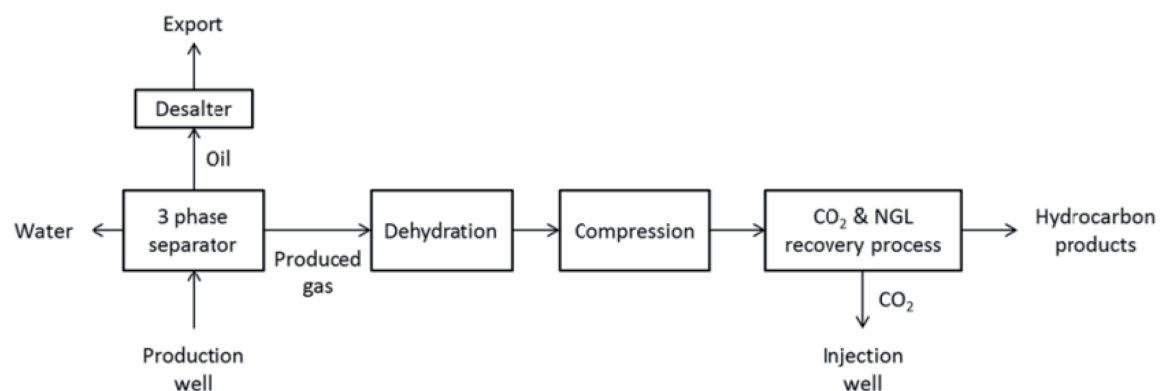 Export
Desalter
Oil
Water
3 phase
separator
Produced
gas
Dehydration
Compression
CO₂ & NGL
recovery process
Hydrocarbon
products
CO₂
Production
well
Injection
well